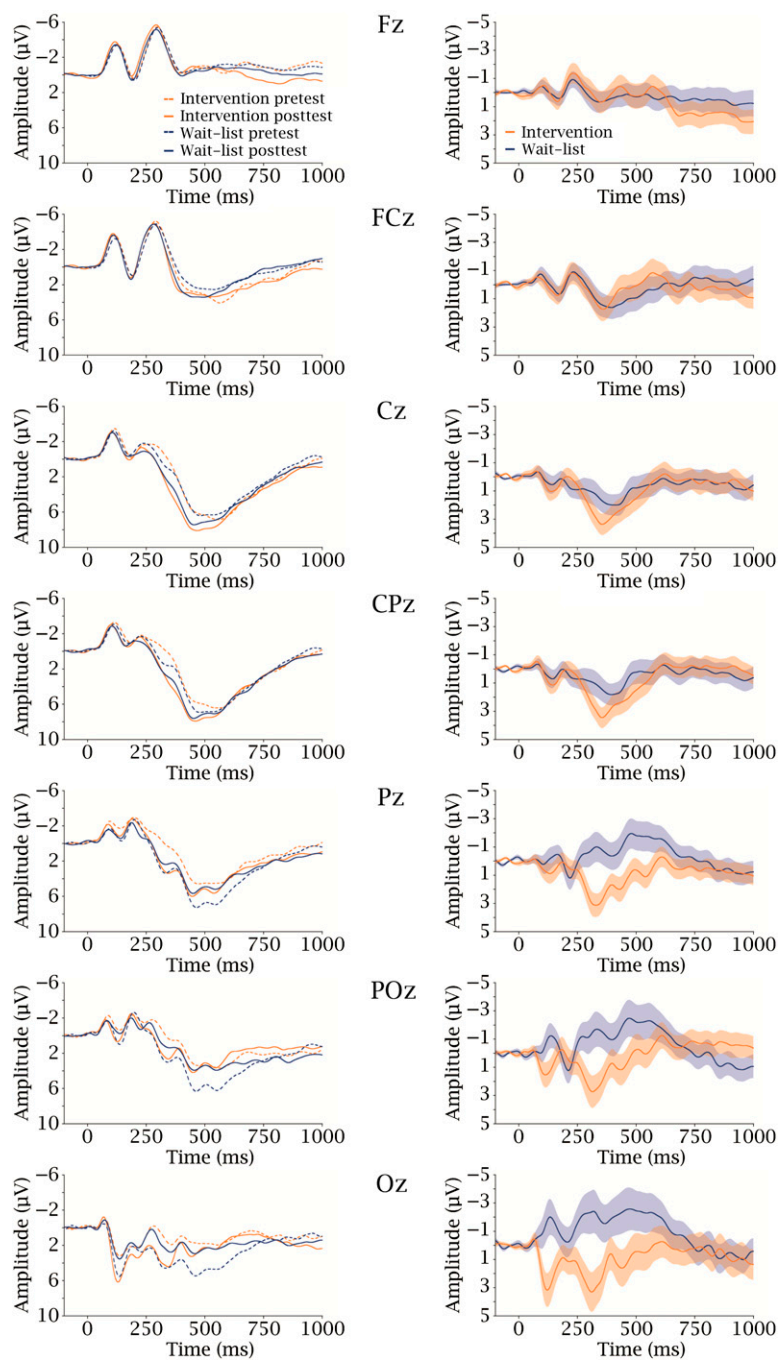 Fz
Amplitude (μV)
−6
−2
2
6
10
Intervention pretest
Intervention posttest
Wait−list pretest
Wait−list posttest
0 250 500 750 1000
Time (ms)
Amplitude (μV)
−5
−3
−1
1
3
5
Intervention
Wait−list
0 250 500 750 1000
Time (ms)
FCz
Amplitude (μV)
−6
−2
2
6
10
0 250 500 750 1000
Time (ms)
Amplitude (μV)
−5
−3
−1
1
3
5
0 250 500 750 1000
Time (ms)
Cz
Amplitude (μV)
−6
−2
2
6
10
0 250 500 750 1000
Time (ms)
Amplitude (μV)
−5
−3
−1
1
3
5
0 250 500 750 1000
Time (ms)
CPz
Amplitude (μV)
−6
−2
2
6
10
0 250 500 750 1000
Time (ms)
Amplitude (μV)
−5
−3
−1
1
3
5
0 250 500 750 1000
Time (ms)
Pz
Amplitude (μV)
−6
−2
2
6
10
0 250 500 750 1000
Time (ms)
Amplitude (μV)
−5
−3
−1
1
3
5
0 250 500 750 1000
Time (ms)
POz
Amplitude (μV)
−6
−2
2
6
10
0 250 500 750 1000
Time (ms)
Amplitude (μV)
−5
−3
−1
1
3
5
0 250 500 750 1000
Time (ms)
Oz
Amplitude (μV)
−6
−2
2
6
10
0 250 500 750 1000
Time (ms)
Amplitude (μV)
−5
−3
−1
1
3
5
0 250 500 750 1000
Time (ms)